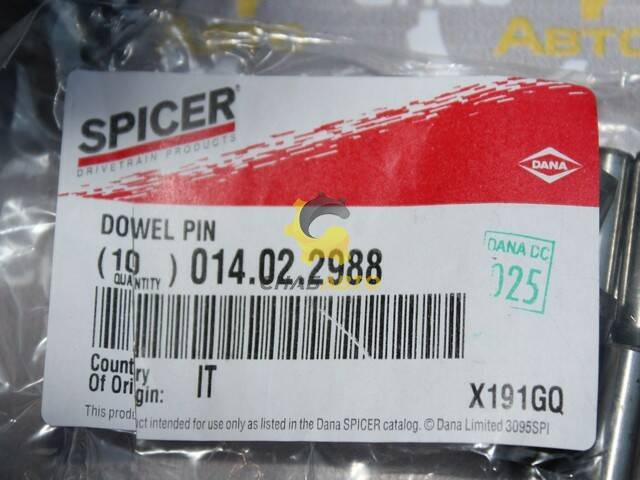 АВТО
SPICER®
DRIVETRAIN PRODUCTS
DANA
DOWEL PIN
(10 ) 014.02.2988
QUANTITY
DANA DC
025
СНАБАВТО
Country
Of Origin:
IT
X191GQ
This product intended for use only as listed in the Dana SPICER catalog. © Dana Limited 3095SPI